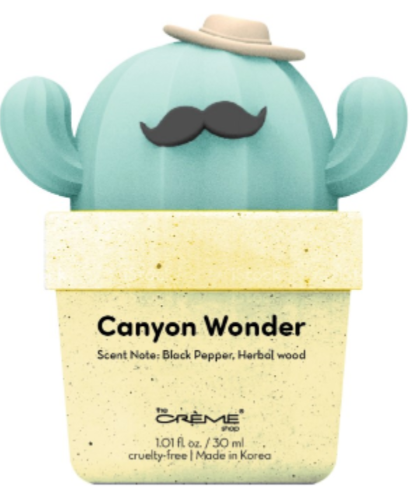 Canyon Wonder
Scent Note: Black Pepper, Herbal wood
the
CRÈME®
shop
1.01 fl. oz. / 30 ml
cruelty-free | Made in Korea